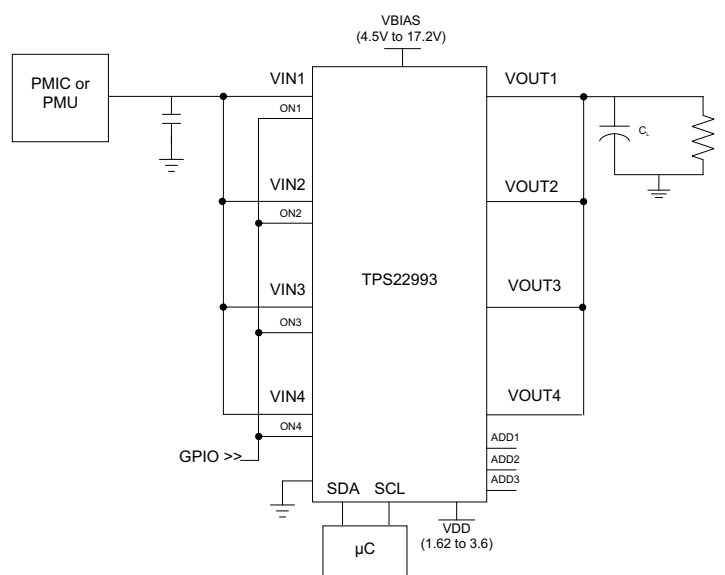 VBIAS
(4.5V to 17.2V)
PMIC or
PMU
VIN1
VOUT1
ON1
CL
VIN2
VOUT2
ON2
TPS22993
VIN3
VOUT3
ON3
VIN4
VOUT4
ON4
ADD1
GPIO >>
ADD2
ADD3
SDA SCL
VDD
(1.62 to 3.6)
µC